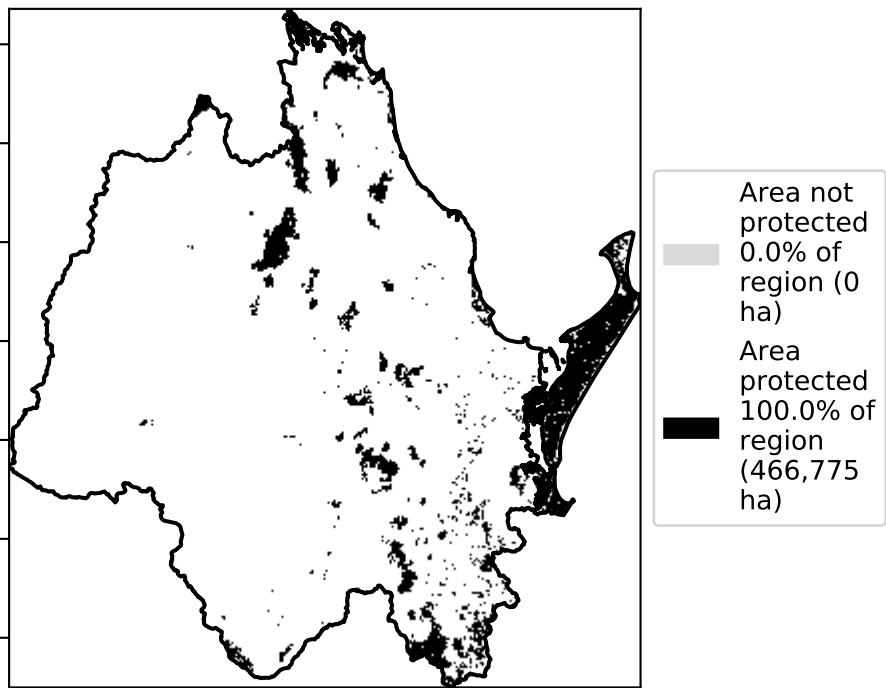 Area not
protected
0.0% of
region (0
ha)
Area
protected
100.0% of
region
(466,775
ha)